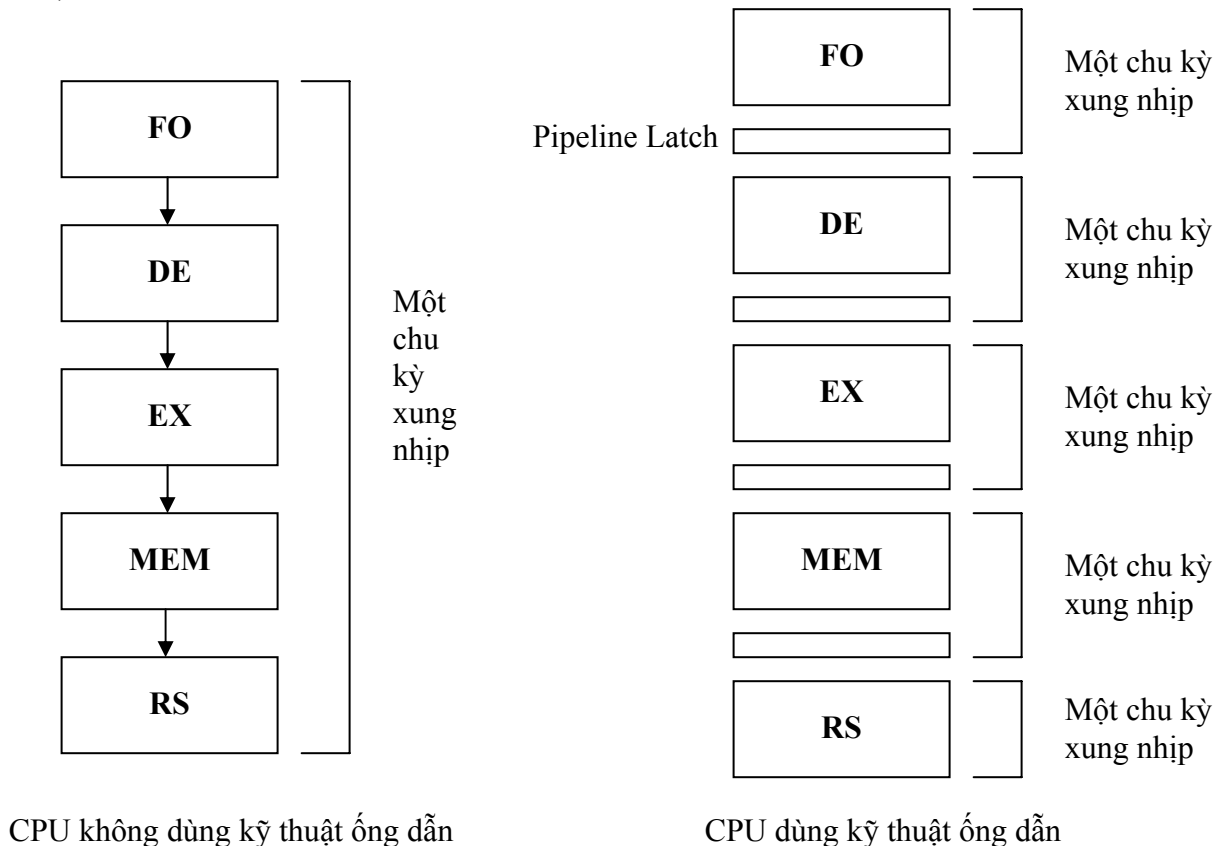 FO
DE
EX
MEM
RS
Một
chu
kỳ
xung
nhịp
CPU không dùng kỹ thuật ống dẫn
FO
Một chu kỳ
xung nhịp
Pipeline Latch
DE
Một chu kỳ
xung nhịp
EX
Một chu kỳ
xung nhịp
MEM
Một chu kỳ
xung nhịp
RS
Một chu kỳ
xung nhịp
CPU dùng kỹ thuật ống dẫn